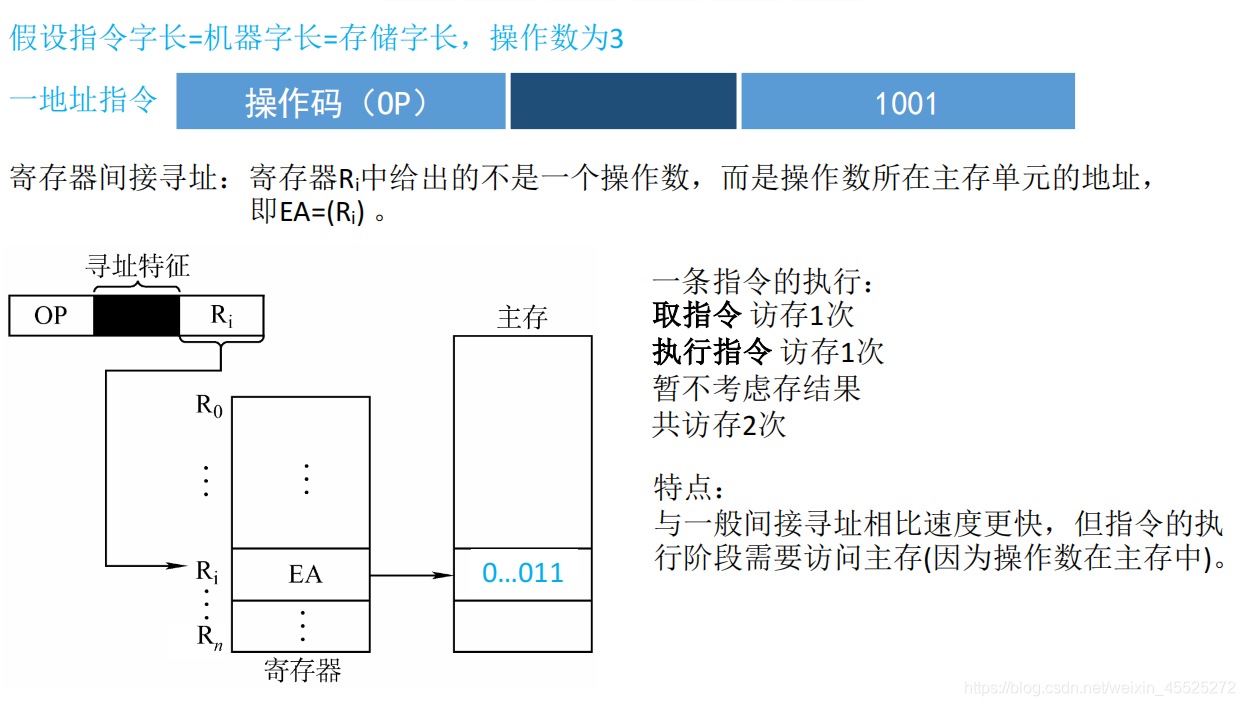 假设指令字长=机器字长=存储字长，操作数为3
一地址指令
操作码（OP）
1001
寄存器间接寻址：寄存器Ri中给出的不是一个操作数，而是操作数所在主存单元的地址，
即EA=(Ri) 。
寻址特征
OP
Ri
主存
R0
⋮
⋮
Ri
EA
0…011
⋮
⋮
Rn
寄存器
一条指令的执行：
取指令 访存1次
执行指令 访存1次
暂不考虑存结果
共访存2次
特点：
与一般间接寻址相比速度更快，但指令的执
行阶段需要访问主存(因为操作数在主存中)。
https://blog.csdn.net/weixin_45525272